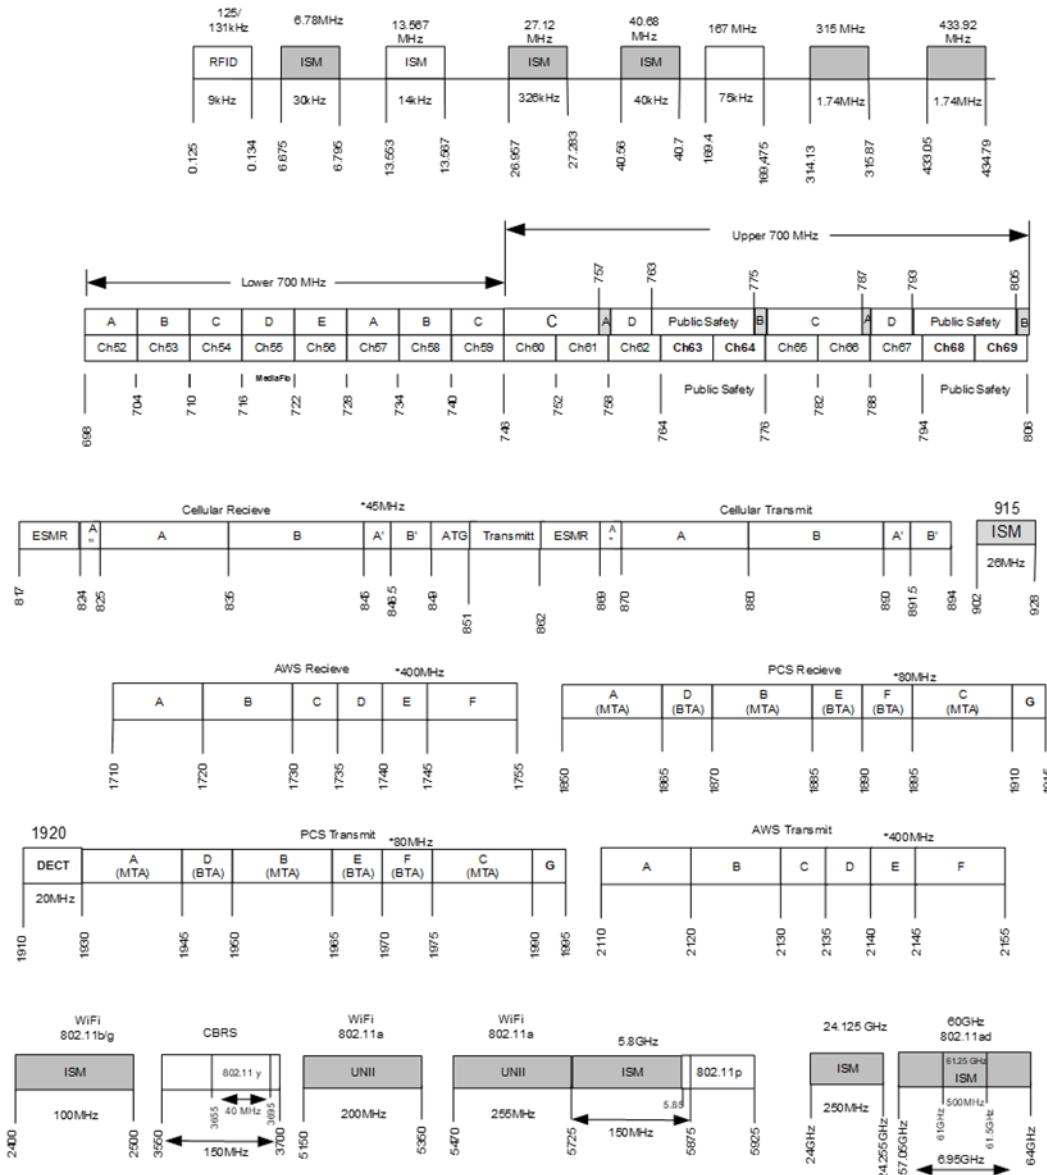 125/
131kHz
6.78MHz
13.567
MHz
27.12
MHz
40.68
MHz
167 MHz
315 MHz
433.92
MHz
RFID
ISM
ISM
ISM
ISM
9kHz
30kHz
14kHz
326kHz
40kHz
75kHz
1.74MHz
1.74MHz
0.125
0.134
6.675
6.795
13.553
13.567
26.957
27.283
40.56
40.7
169.4
169,475
314.13
315.87
433.05
434.79
Upper 700 MHz
Lower 700 MHz
757
763
775
787
793
805
A
B
C
D
E
A
B
C
C
A
D
Public Safety
B
C
A
D
Public Safety
B
Ch52
Ch53
Ch54
Ch55
Ch56
Ch57
Ch58
Ch59
Ch60
Ch61
Ch62
Ch63
Ch64
Ch65
Ch66
Ch67
Ch68
Ch69
MediaFlo
Public Safety
Public Safety
698
704
710
716
722
728
734
740
746
752
758
764
776
782
788
794
806
Cellular Recieve
*45MHz
Cellular Transmit
915
ESMR
A
"
A
B
A'
B'
ATG
Transmitt
ESMR
A
"
A
B
A'
B'
ISM
26MHz
817
824
825
835
845
846.5
849
851
862
869
870
880
890
891.5
894
902
928
AWS Recieve
*400MHz
A
B
C
D
E
F
1710
1720
1730
1735
1740
1745
1755
PCS Recieve
*80MHz
A
(MTA)
D
(BTA)
B
(MTA)
E
(BTA)
F
(BTA)
C
(MTA)
G
1850
1865
1870
1885
1890
1895
1910
1915
1920
PCS Transmit
*80MHz
DECT
A
(MTA)
D
(BTA)
B
(MTA)
E
(BTA)
F
(BTA)
C
(MTA)
G
20MHz
1910
1930
1945
1950
1965
1970
1975
1990
1995
AWS Transmit
*400MHz
A
B
C
D
E
F
2110
2120
2130
2135
2140
2145
2155
WiFi
802.11b/g
ISM
100MHz
2400
2500
CBRS
802.11 y
3655
40 MHz
3695
150MHz
3550
3700
WiFi
802.11a
UNII
200MHz
5150
5350
WiFi
802.11a
5.8GHz
UNII
ISM
802.11p
255MHz
5.85
150MHz
5470
5725
5875
5925
24.125 GHz
ISM
250MHz
24GHz
24.255GHz
60GHz
802.11ad
61.25 GHz
ISM
500MHz
61GHz
61.5GHz
6.95GHz
57.05GHz
64GHz